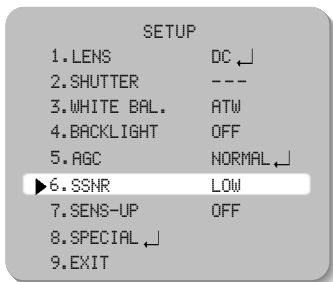 SETUP
1.LENS DC ↵
2.SHUTTER ---
3.WHITE BAL. ATW
4.BACKLIGHT OFF
5.AGC NORMAL ↵
▶6.SSNR LOW
7.SENS-UP OFF
8.SPECIAL ↵
9.EXIT